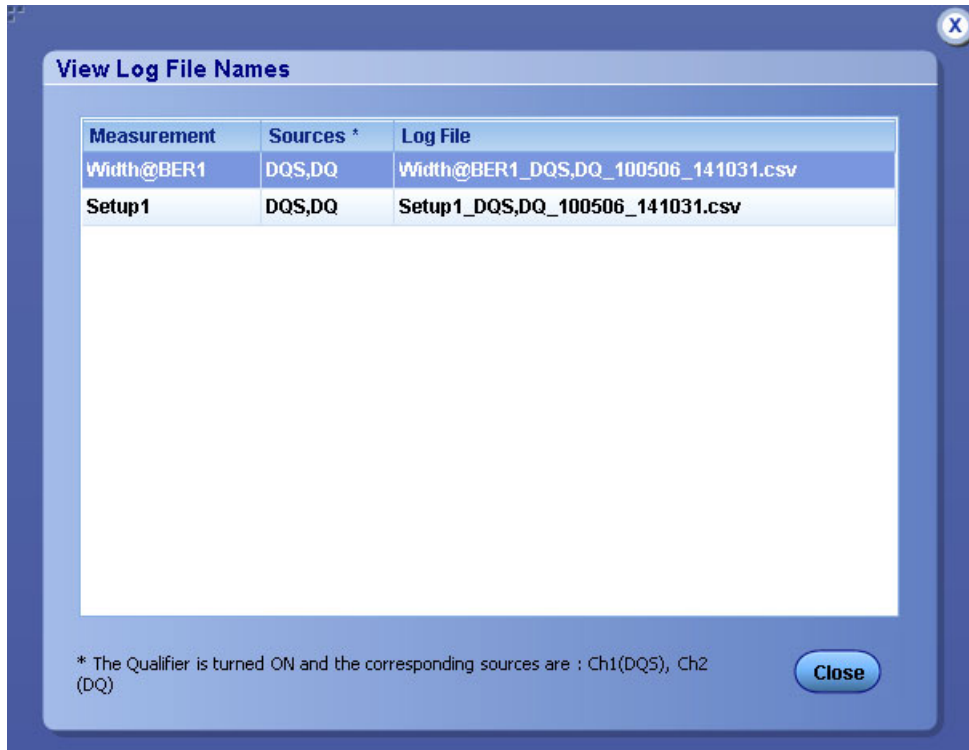 X
View Log File Names
Measurement Sources * Log File
Width@BER1 DQS,DQ Width@BER1_DQS,DQ_100506_141031.csv
Setup1 DQS,DQ Setup1_DQS,DQ_100506_141031.csv
* The Qualifier is turned ON and the corresponding sources are : Ch1(DQS), Ch2
(DQ)
Close